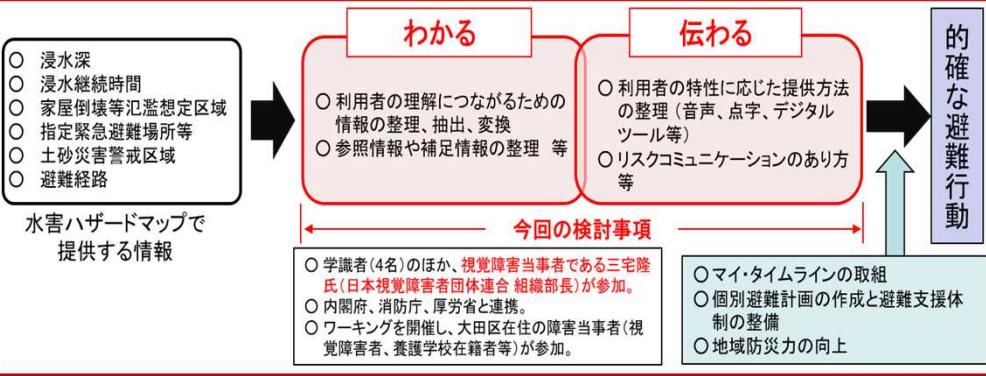 ○ 浸水深
○ 浸水継続時間
○ 家屋倒壊等氾濫想定区域
○ 指定緊急避難場所等
○ 土砂災害警戒区域
○ 避難経路
水害ハザードマップで
提供する情報
わかる
○ 利用者の理解につながるための
情報の整理、抽出、変換
○ 参照情報や補足情報の整理 等
伝わる
○ 利用者の特性に応じた提供方法
の整理(音声、点字、デジタル
ツール等)
○ リスクコミュニケーションのあり方
等
的確な避難行動
今回の検討事項
○ 学識者(4名)のほか、視覚障害当事者である三宅隆
氏(日本視覚障害者団体連合 組織部長)が参加。
○ 内閣府、消防庁、厚労省と連携。
○ ワーキングを開催し、大田区在住の障害当事者(視
覚障害者、養護学校在籍者等)が参加。
○ マイ・タイムラインの取組
○ 個別避難計画の作成と避難支援体
制の整備
○ 地域防災力の向上